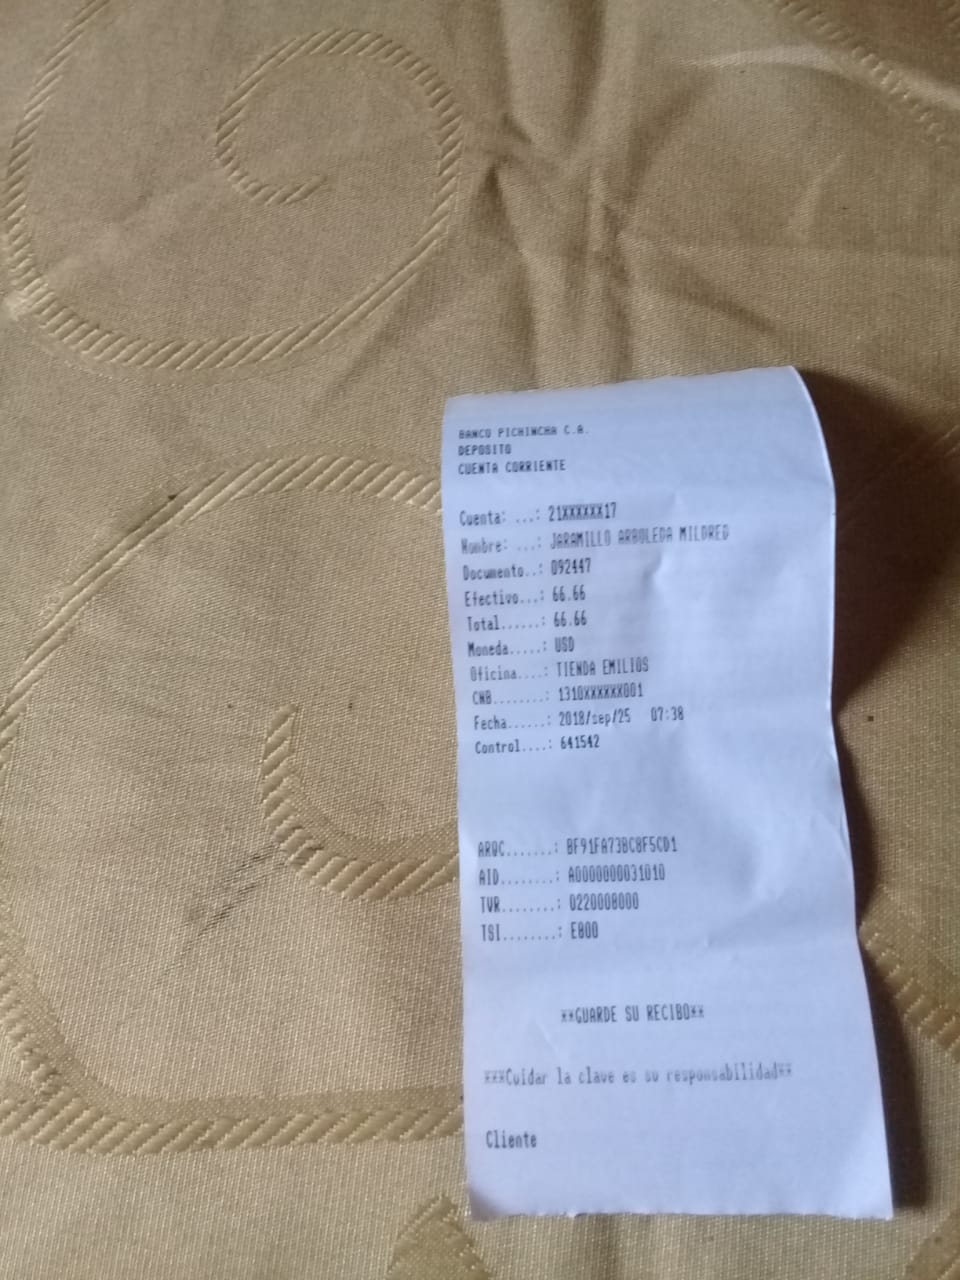 BANCO PICHINCHA C.A.
DEPOSITO
CUENTA CORRIENTE
Cuenta: ...: 21XXXXXX17
Nombre: ...: JARAMILLO ARBOLEDA MILDRED
Documento..: 092447
Efectivo...: 66.66
Total......: 66.66
Moneda.....: USD
Oficina....: TIENDA EMILIOS
CNB........: 1310XXXXXX001
Fecha......: 2018/sep/25 07:38
Control....: 641542
ARQC.......: BF91FA73BC8F5CD1
AID........: A0000000031010
TVR........: 0220008000
TSI........: E800
**GUARDE SU RECIBO**
***Cuidar la clave es su responsabilidad**
Cliente